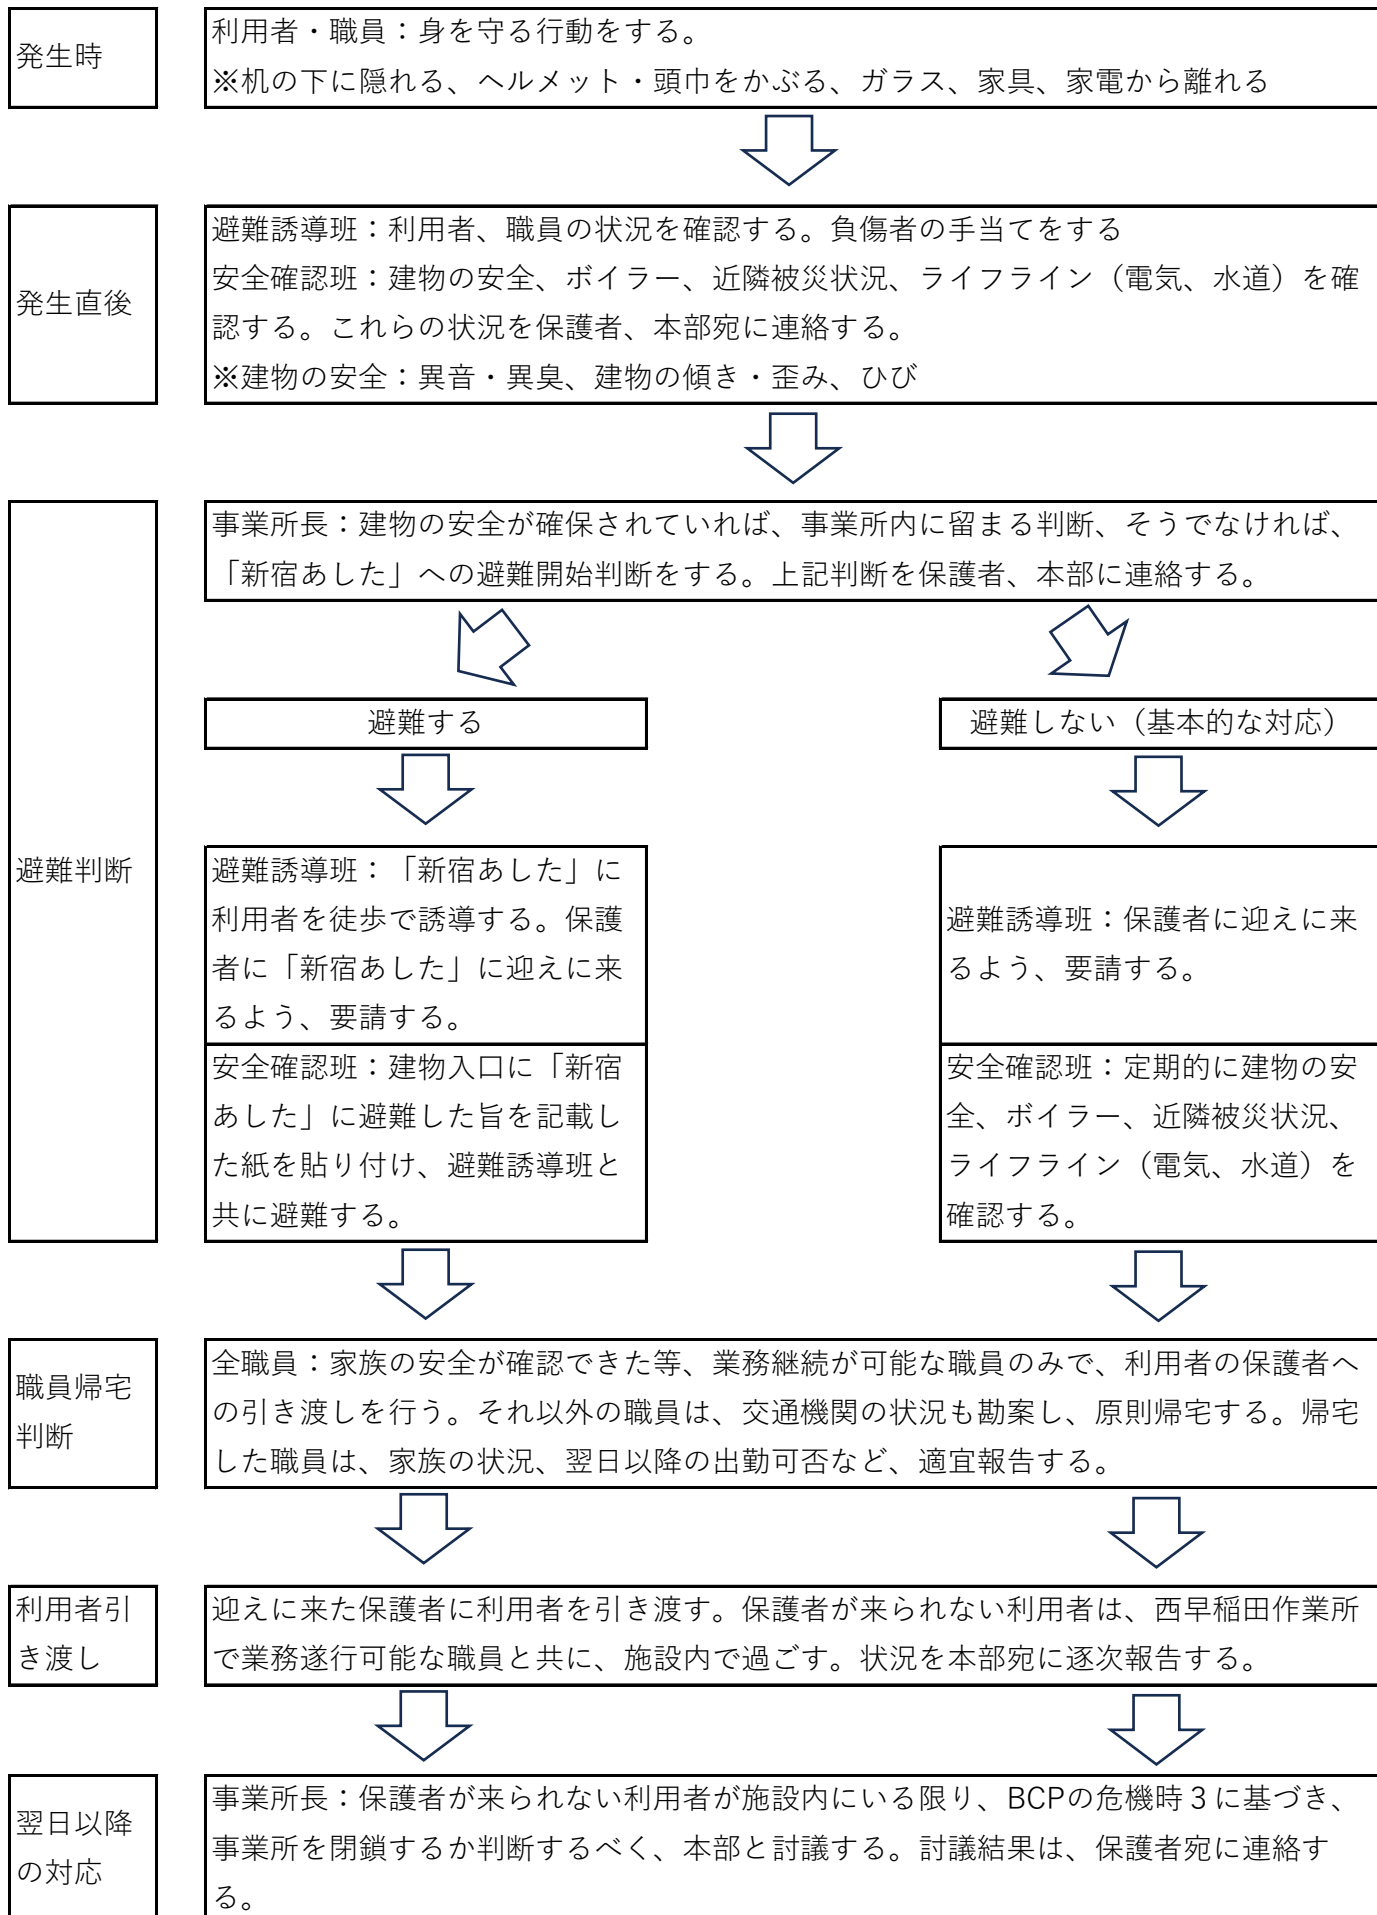 発生時
利用者・職員：身を守る行動をする。
※机の下に隠れる、ヘルメット・頭巾をかぶる、ガラス、家具、家電から離れる
発生直後
避難誘導班：利用者、職員の状況を確認する。負傷者の手当てをする
安全確認班：建物の安全、ボイラー、近隣被災状況、ライフライン（電気、水道）を確
認する。これらの状況を保護者、本部宛に連絡する。
※建物の安全：異音・異臭、建物の傾き・歪み、ひび
避難判断
事業所長：建物の安全が確保されていれば、事業所内に留まる判断、そうでなければ、
「新宿あした」への避難開始判断をする。上記判断を保護者、本部に連絡する。
避難する
避難誘導班：「新宿あした」に
利用者を徒歩で誘導する。保護
者に「新宿あした」に迎えに来
るよう、要請する。
安全確認班：建物入口に「新宿
あした」に避難した旨を記載し
た紙を貼り付け、避難誘導班と
共に避難する。
避難しない（基本的な対応）
避難誘導班：保護者に迎えに来
るよう、要請する。
安全確認班：定期的に建物の安
全、ボイラー、近隣被災状況、
ライフライン（電気、水道）を
確認する。
職員帰宅
判断
全職員：家族の安全が確認できた等、業務継続が可能な職員のみで、利用者の保護者へ
の引き渡しを行う。それ以外の職員は、交通機関の状況も勘案し、原則帰宅する。帰宅
した職員は、家族の状況、翌日以降の出勤可否など、適宜報告する。
利用者引
き渡し
迎えに来た保護者に利用者を引き渡す。保護者が来られない利用者は、西早稲田作業所
で業務遂行可能な職員と共に、施設内で過ごす。状況を本部宛に逐次報告する。
翌日以降
の対応
事業所長：保護者が来られない利用者が施設内にいる限り、BCPの危機時３に基づき、
事業所を閉鎖するか判断するべく、本部と討議する。討議結果は、保護者宛に連絡す
る。